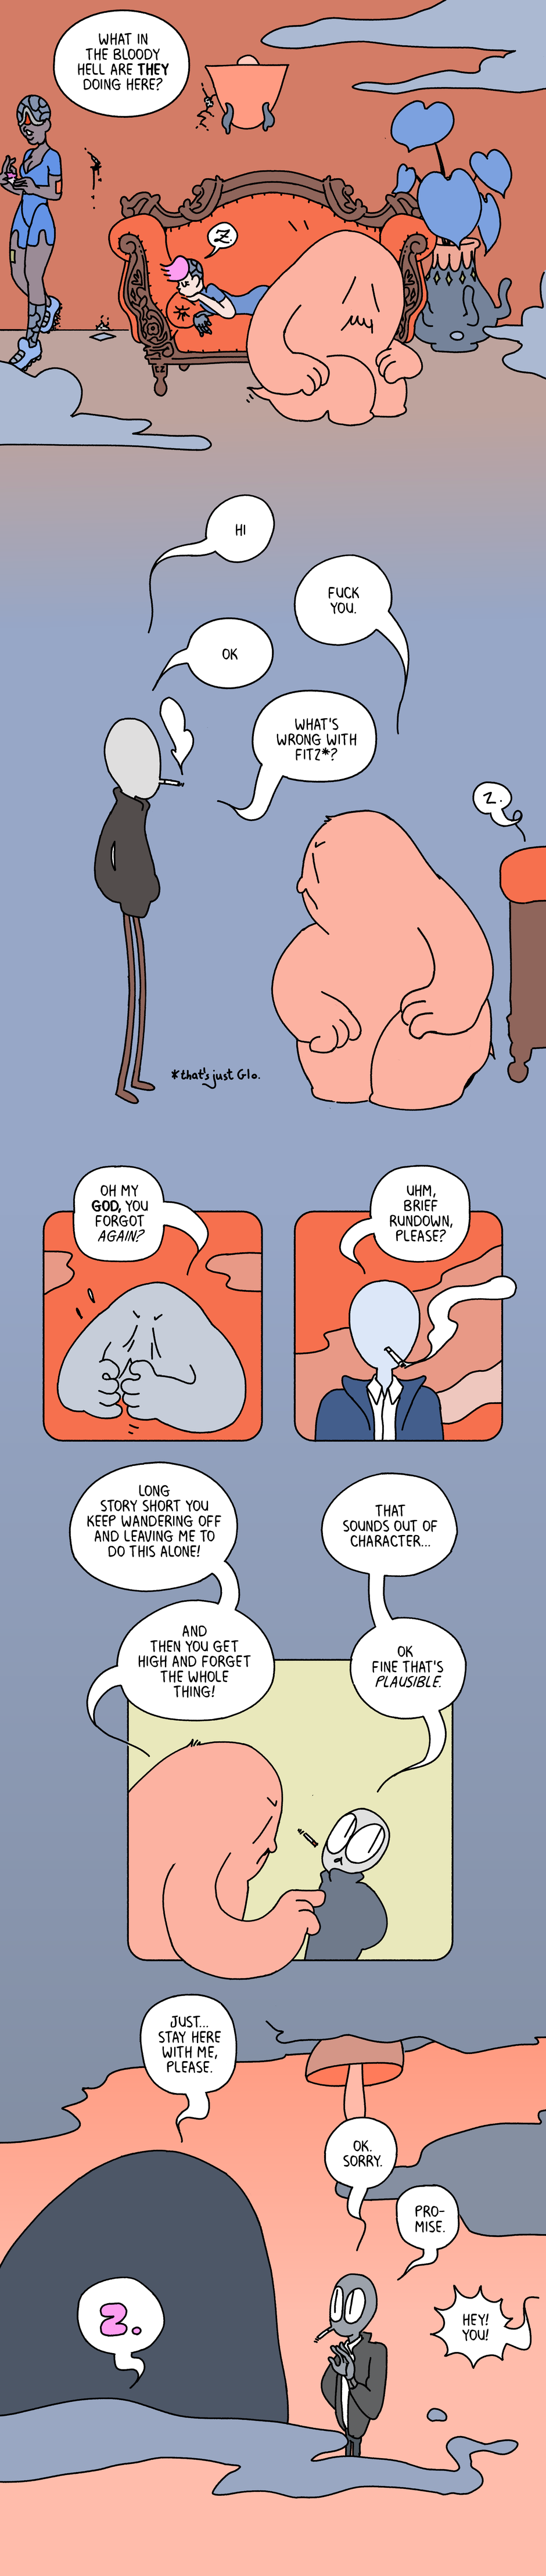 WHAT IN
THE BLOODY
HELL ARE THEY
DOING HERE?
Z.
HI
FUCK
YOU.
OK
WHAT'S
WRONG WITH
FITZ*?
Z.
*that's just Glo.
OH MY
GOD, YOU
FORGOT
AGAIN?
UHM,
BRIEF
RUNDOWN,
PLEASE?
LONG
STORY SHORT YOU
KEEP WANDERING OFF
AND LEAVING ME TO
DO THIS ALONE!
THAT
SOUNDS OUT OF
CHARACTER...
AND
THEN YOU GET
HIGH AND FORGET
THE WHOLE
THING!
OK
FINE THAT'S
PLAUSIBLE.
JUST...
STAY HERE
WITH ME,
PLEASE.
OK.
SORRY.
PRO-
MISE.
Z.
HEY!
YOU!